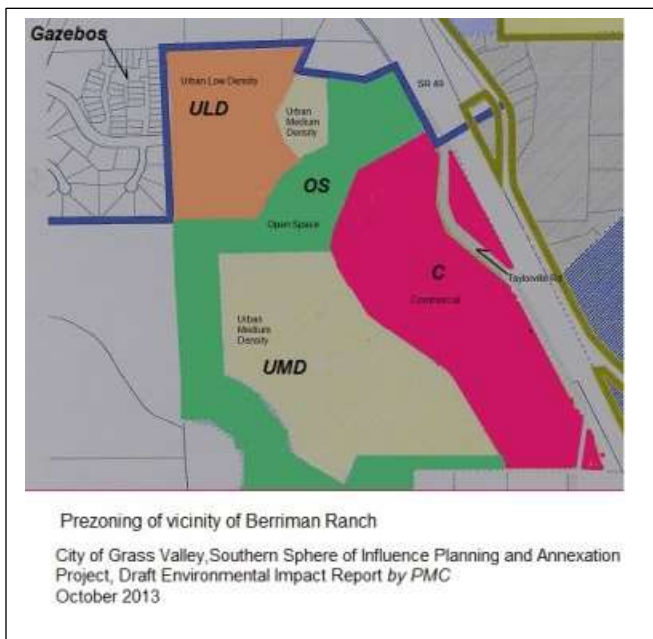 Gazebos
Urban Low Density
ULD
Urban
Medium
Density
SR 49
OS
Open Space
C
Commercial
Taylorville Rd
Urban
Medium
Density
UMD
Prezoning of vicinity of Berriman Ranch
City of Grass Valley,Southern Sphere of Influence Planning and Annexation
Project, Draft Environmental Impact Report by PMC
October 2013